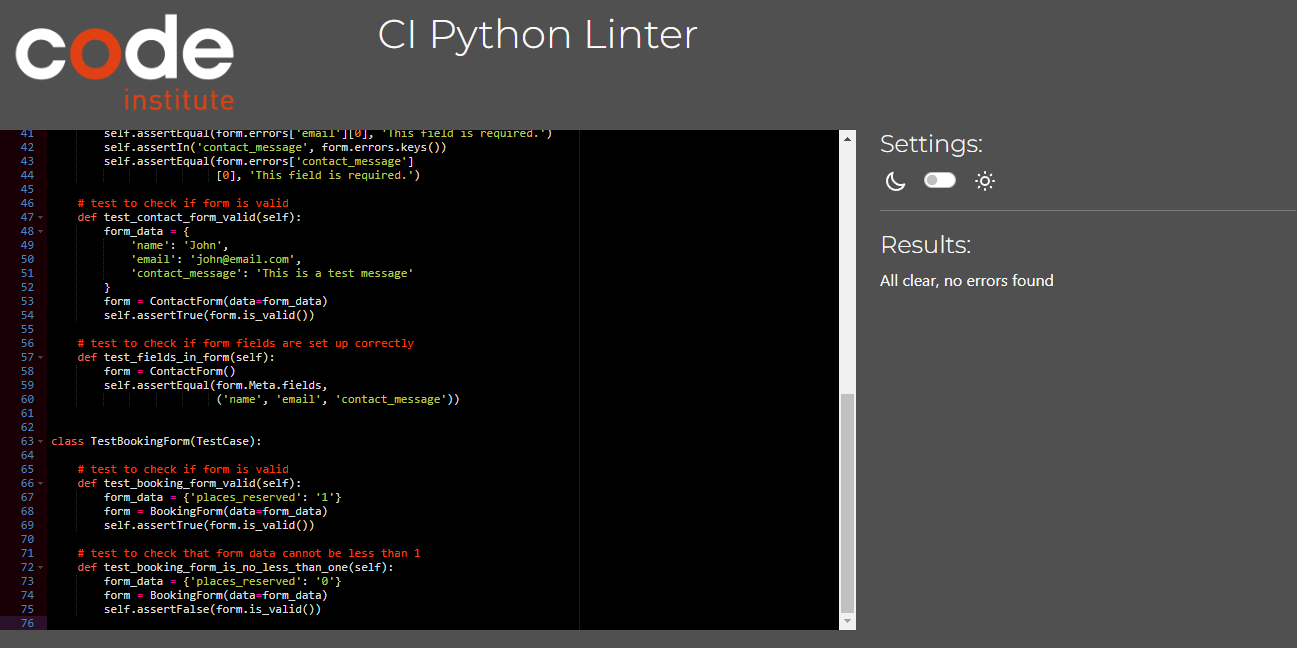 code
institute
CI Python Linter
41 self.assertEqual(form.errors['email'][0], 'This field is required.')
42 self.assertIn('contact_message', form.errors.keys())
43 self.assertEqual(form.errors['contact_message']
44 [0], 'This field is required.')
45
46 # test to check if form is valid
47 def test_contact_form_valid(self):
48 form_data = {
49 'name': 'John',
50 'email': 'john@email.com',
51 'contact_message': 'This is a test message'
52 }
53 form = ContactForm(data=form_data)
54 self.assertTrue(form.is_valid())
55
56 # test to check if form fields are set up correctly
57 def test_fields_in_form(self):
58 form = ContactForm()
59 self.assertEqual(form.Meta.fields,
60 ('name', 'email', 'contact_message'))
61
62
63 class TestBookingForm(TestCase):
64
65 # test to check if form is valid
66 def test_booking_form_valid(self):
67 form_data = {'places_reserved': '1'}
68 form = BookingForm(data=form_data)
69 self.assertTrue(form.is_valid())
70
71 # test to check that form data cannot be less than 1
72 def test_booking_form_is_no_less_than_one(self):
73 form_data = {'places_reserved': '0'}
74 form = BookingForm(data=form_data)
75 self.assertFalse(form.is_valid())
76
Settings:
Results:
All clear, no errors found